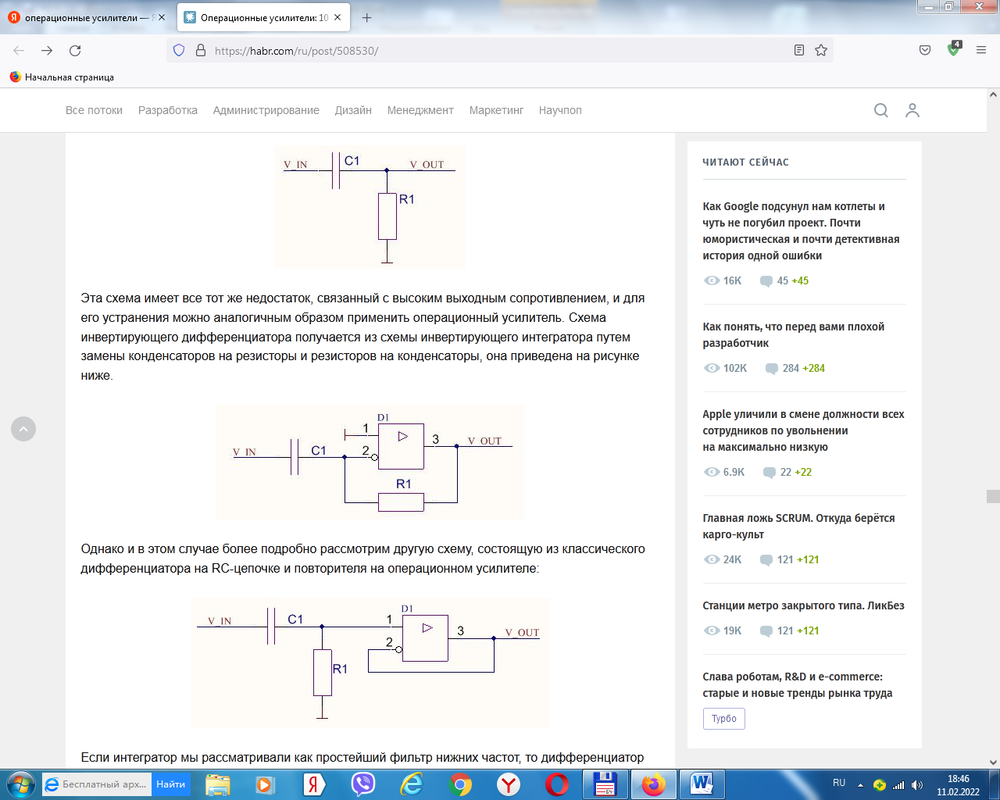 операционные усилители — Я
Операционные усилители: 10
https://habr.com/ru/post/508530/
4
Начальная страница
Все потоки Разработка Администрирование Дизайн Менеджмент Маркетинг Научпоп
V_IN C1 V_OUT
R1
Эта схема имеет все тот же недостаток, связанный с высоким выходным сопротивлением, и для
его устранения можно аналогичным образом применить операционный усилитель. Схема
инвертирующего дифференциатора получается из схемы инвертирующего интегратора путем
замены конденсаторов на резисторы и резисторов на конденсаторы, она приведена на рисунке
ниже.
D1
1
V_IN C1 2 3 V_OUT
R1
Однако и в этом случае более подробно рассмотрим другую схему, состоящую из классического
дифференциатора на RC-цепочке и повторителя на операционном усилителе:
D1
V_IN C1 1
2 3 V_OUT
R1
Если интегратор мы рассматривали как простейший фильтр нижних частот, то дифференциатор
ЧИТАЮТ СЕЙЧАС
Как Google подсунул нам котлеты и
чуть не погубил проект. Почти
юмористическая и почти детективная
история одной ошибки
16K 45 +45
Как понять, что перед вами плохой
разработчик
102K 284 +284
Apple уличили в смене должности всех
сотрудников по увольнении
на максимально низкую
6.9K 22 +22
Главная ложь SCRUM. Откуда берётся
карго-культ
24K 121 +121
Станции метро закрытого типа. ЛикБез
19K 121 +121
Слава роботам, R&D и e-commerce:
старые и новые тренды рынка труда
Турбо
Бесплатный арх... Найти
64
RU
18:46
11.02.2022